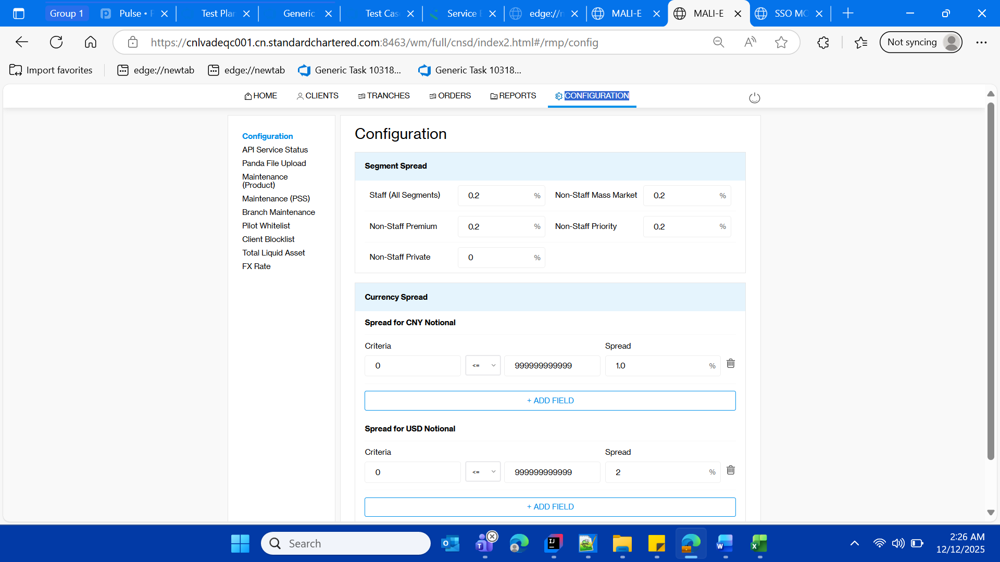 Group 1
Pulse •
Test Plan
Generic
Test Cas
Service
edge://n
MALI-E
MALI-E
SSO MO
https://cnlvadeqc001.cn.standardchartered.com:8463/wm/full/cnsd/index2.html#/rmp/config
Not syncing
Import favorites
edge://newtab
edge://newtab
Generic Task 10318...
Generic Task 10318...
HOME
CLIENTS
TRANCHES
ORDERS
REPORTS
CONFIGURATION
Configuration
API Service Status
Panda File Upload
Maintenance
(Product)
Maintenance (PSS)
Branch Maintenance
Pilot Whitelist
Client Blocklist
Total Liquid Asset
FX Rate
Configuration
Segment Spread
Staff (All Segments) 0.2 % Non-Staff Mass Market 0.2 %
Non-Staff Premium 0.2 % Non-Staff Priority 0.2 %
Non-Staff Private 0 %
Currency Spread
Spread for CNY Notional
Criteria Spread
0 <= 999999999999 1.0 %
+ ADD FIELD
Spread for USD Notional
Criteria Spread
0 <= 999999999999 2 %
+ ADD FIELD
Search
2:26 AM
12/12/2025